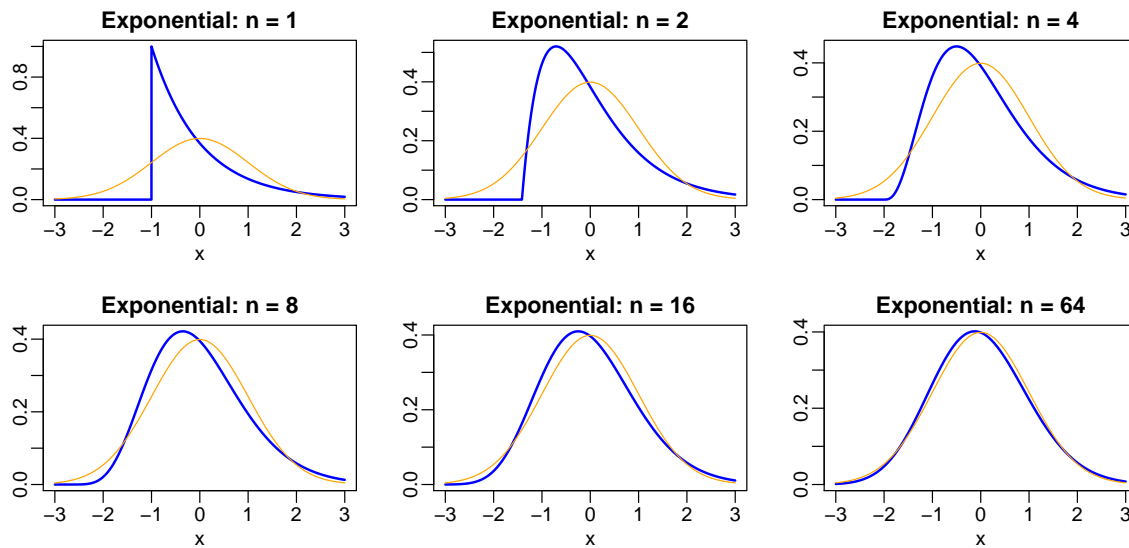 Exponential: n = 1
0.0 0.4 0.8
−3 −2 −1 0 1 2 3
x
Exponential: n = 2
0.0 0.2 0.4
−3 −2 −1 0 1 2 3
x
Exponential: n = 4
0.0 0.2 0.4
−3 −2 −1 0 1 2 3
x
Exponential: n = 8
0.0 0.2 0.4
−3 −2 −1 0 1 2 3
x
Exponential: n = 16
0.0 0.2 0.4
−3 −2 −1 0 1 2 3
x
Exponential: n = 64
0.0 0.2 0.4
−3 −2 −1 0 1 2 3
x